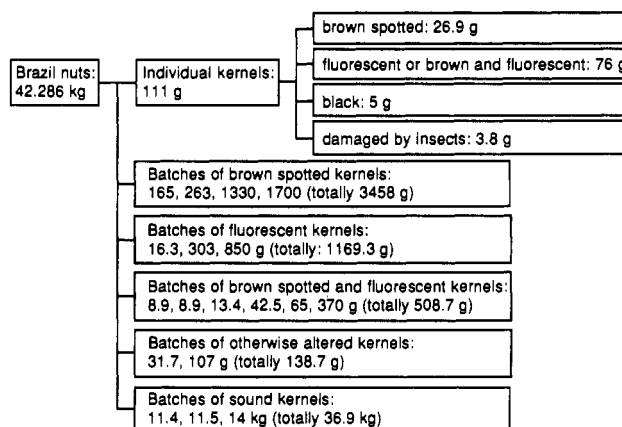 Brazil nuts:
42.286 kg
Individual kernels:
111 g
brown spotted: 26.9 g
fluorescent or brown and fluorescent: 76 g
black: 5 g
damaged by insects: 3.8 g
Batches of brown spotted kernels:
165, 263, 1330, 1700 (totally 3458 g)
Batches of fluorescent kernels:
16.3, 303, 850 g (totally: 1169.3 g)
Batches of brown spotted and fluorescent kernels:
8.9, 8.9, 13.4, 42.5, 65, 370 g (totally 508.7 g)
Batches of otherwise altered kernels:
31.7, 107 g (totally 138.7 g)
Batches of sound kernels:
11.4, 11.5, 14 kg (totally 36.9 kg)